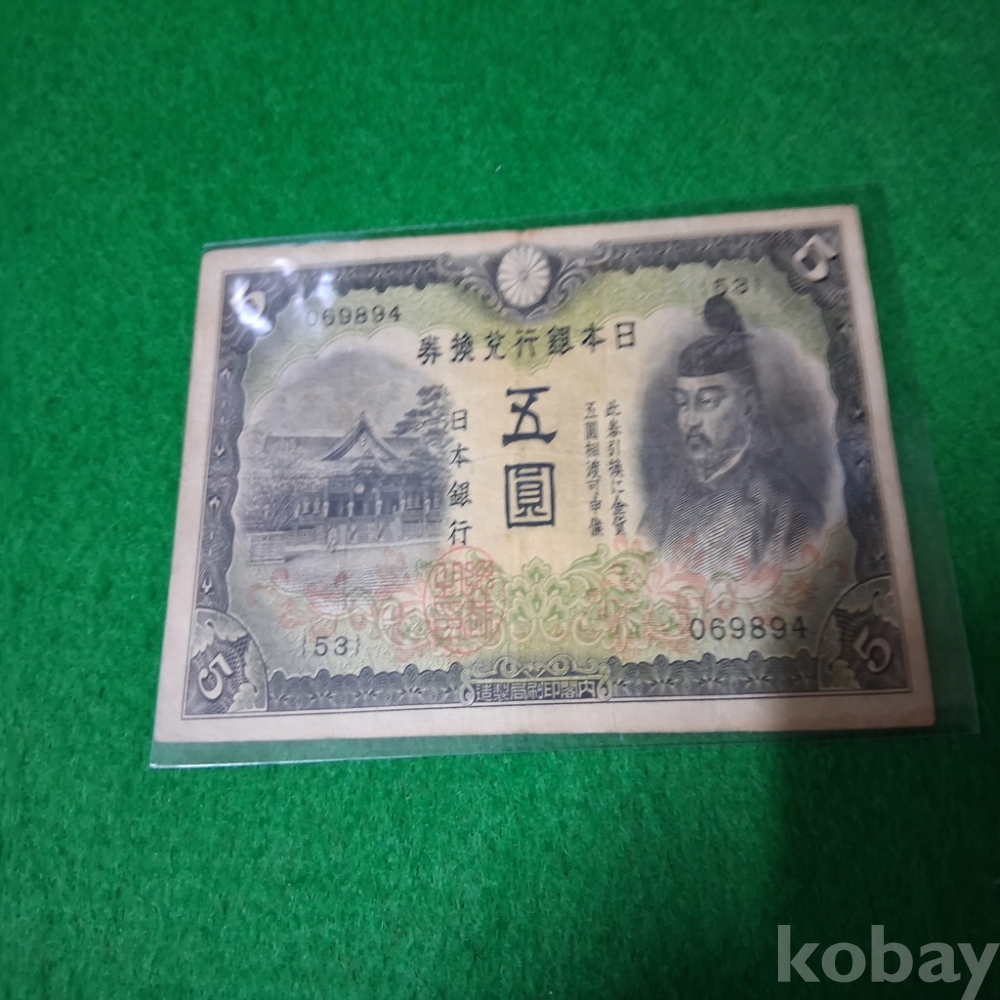 5
069894
{53}
5
日本銀行兌換券
五圓
日本銀行
此券引換に金貨
五圓相渡可申候
069894
{53}
5
5
内閣印刷局製造
kobay